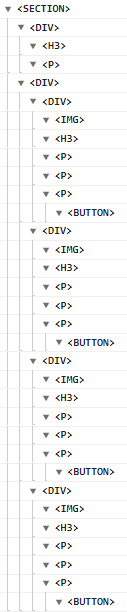 <SECTION>
<DIV>
<H3>
<P>
<DIV>
<DIV>
<IMG>
<H3>
<P>
<P>
<P>
<BUTTON>
<DIV>
<IMG>
<H3>
<P>
<P>
<P>
<BUTTON>
<DIV>
<IMG>
<H3>
<P>
<P>
<P>
<BUTTON>
<DIV>
<IMG>
<H3>
<P>
<P>
<P>
<BUTTON>